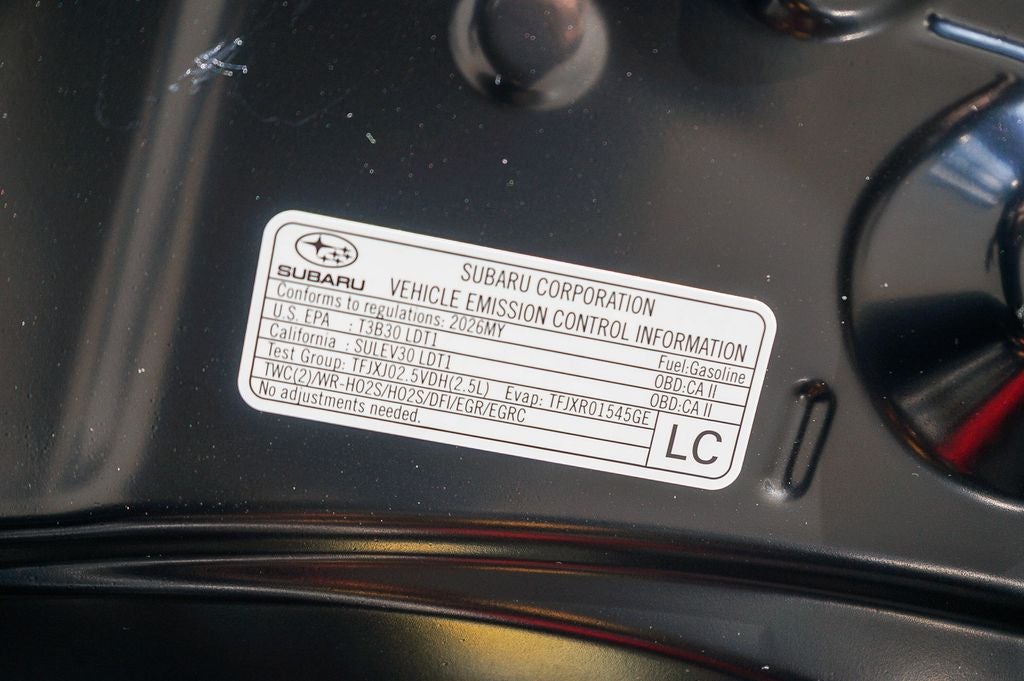 SUBARU
SUBARU CORPORATION
VEHICLE EMISSION CONTROL INFORMATION
Conforms to regulations: 2026MY Fuel:Gasoline
U.S. EPA : T3B30 LDT1 OBD:CA II
California : SULEV30 LDT1 OBD:CA II
Test Group: TFJXJ02.5VDH(2.5L) Evap: TFJXR01545GE
TWC(2)/WR-HO2S/HO2S/DFI/EGR/EGRC
No adjustments needed.
LC